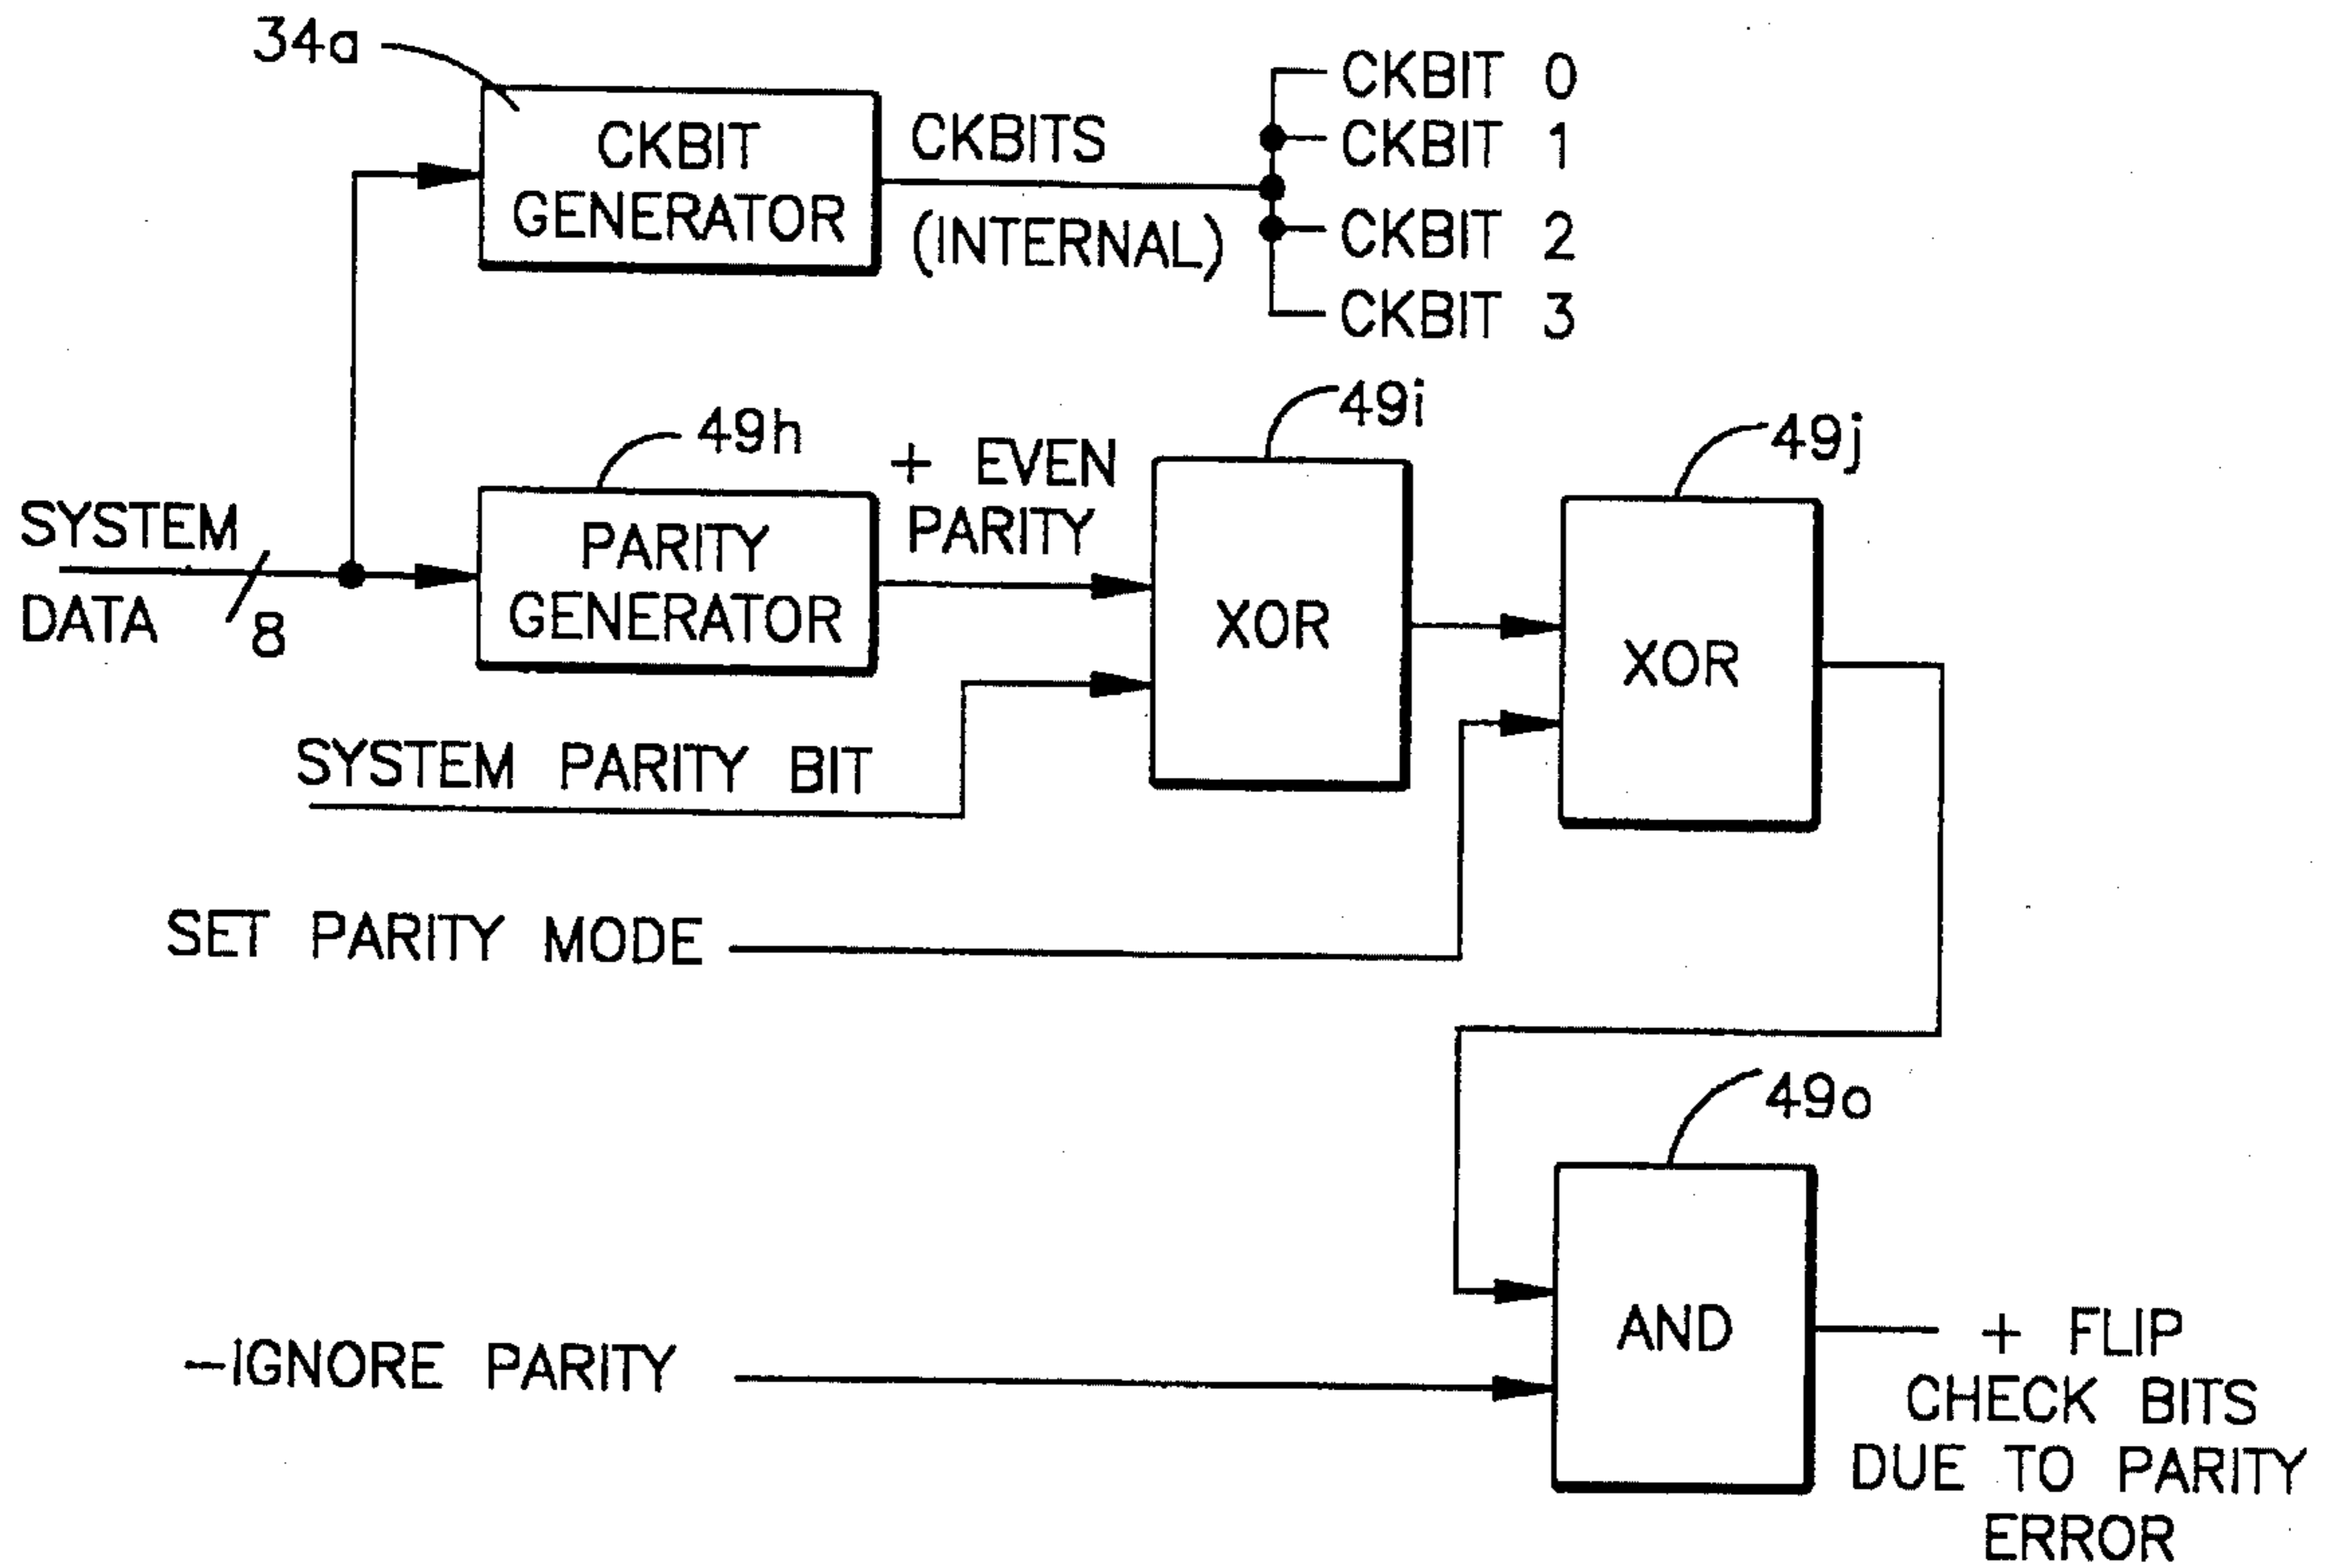 34a
CKBIT
GENERATOR
CKBITS
(INTERNAL)
CKBIT 0
CKBIT 1
CKBIT 2
CKBIT 3
49h
+ EVEN
PARITY
49i
49j
SYSTEM
DATA
8
PARITY
GENERATOR
XOR
XOR
SYSTEM PARITY BIT
SET PARITY MODE
49o
AND
-IGNORE PARITY
+ FLIP
CHECK BITS
DUE TO PARITY
ERROR